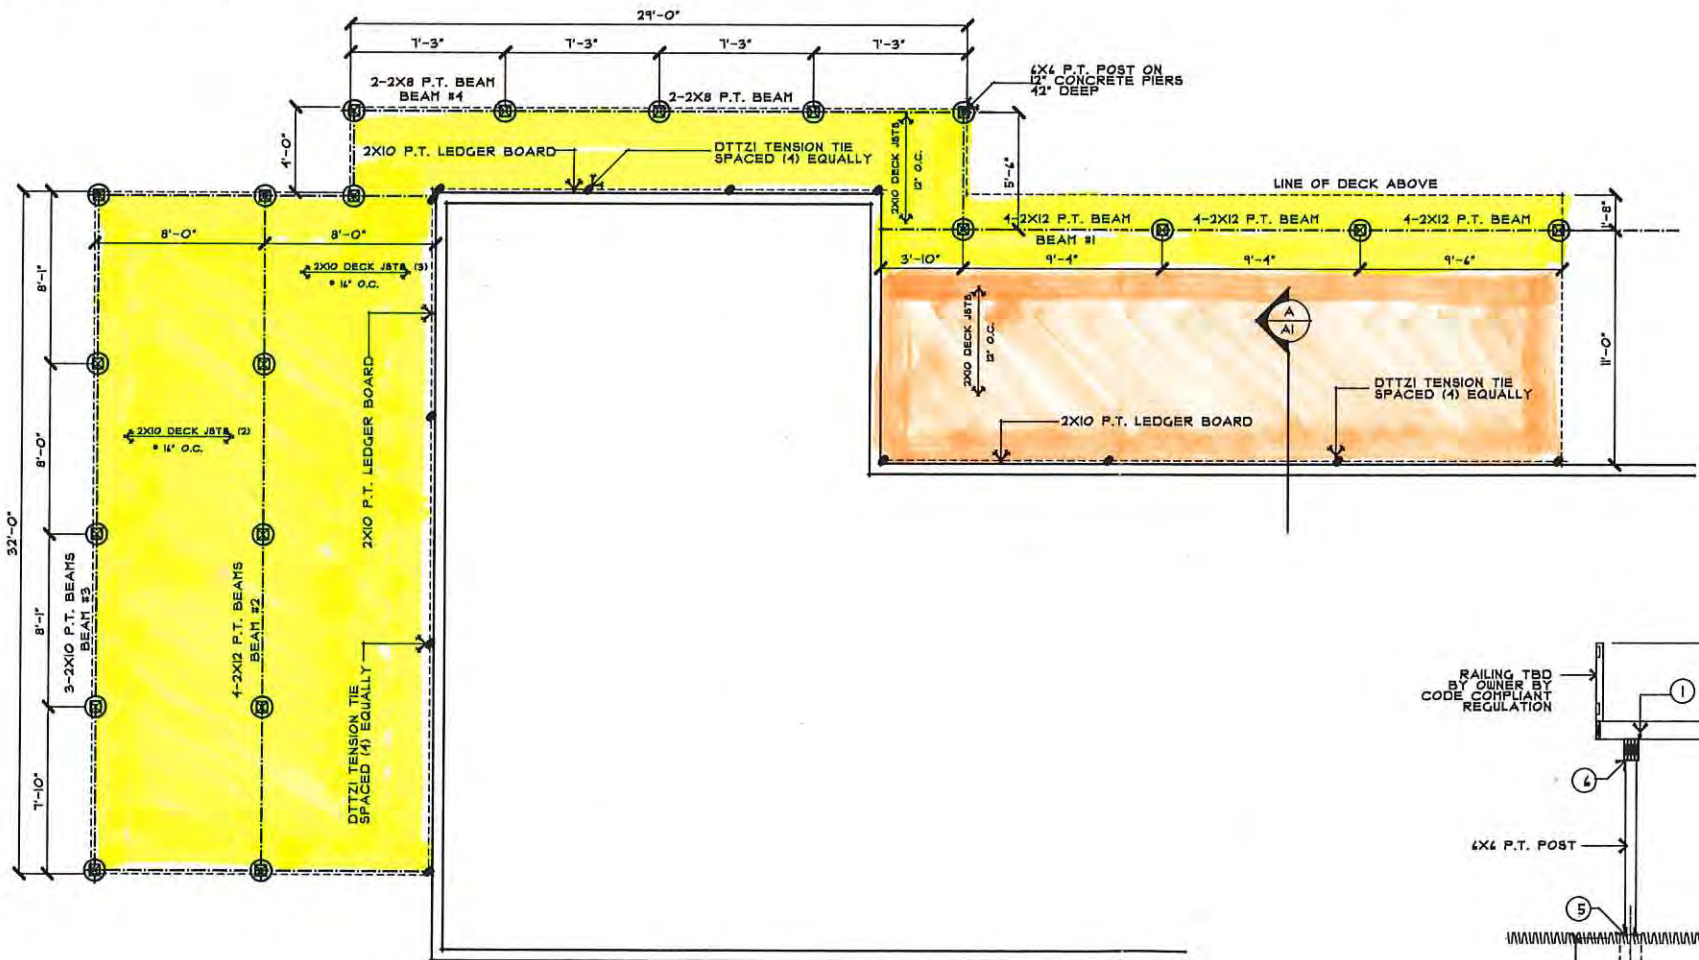 29'-0"
7'-3"
7'-3"
7'-3"
7'-3"
2-2X8 P.T. BEAM
BEAM #4
2-2X8 P.T. BEAM
6X6 P.T. POST ON
12" CONCRETE PIERS
42" DEEP
4'-0"
2X10 P.T. LEDGER BOARD
DTTZ1 TENSION TIE
SPACED (4) EQUALLY
2X10 DECK JSTS
12" O.C.
5'-6"
LINE OF DECK ABOVE
4-2X12 P.T. BEAM
BEAM #1
4-2X12 P.T. BEAM
4-2X12 P.T. BEAM
1'-8"
3'-10"
9'-4"
9'-4"
9'-6"
8'-0"
8'-0"
2X10 DECK JSTS (3)
* 16" O.C.
8'-1"
2X10 DECK JSTS
12" O.C.
A
A1
11'-0"
DTTZ1 TENSION TIE
SPACED (4) EQUALLY
2X10 P.T. LEDGER BOARD
2X10 P.T. LEDGER BOARD
2X10 DECK JSTS (2)
* 16" O.C.
8'-0"
32'-0"
3-2X10 P.T. BEAMS
BEAM #3
4-2X12 P.T. BEAMS
BEAM #2
8'-1"
DTTZ1 TENSION TIE
SPACED (4) EQUALLY
7'-10"
RAILING TBD
BY OWNER BY
CODE COMPLIANT
REGULATION
1
6
6X6 P.T. POST
5